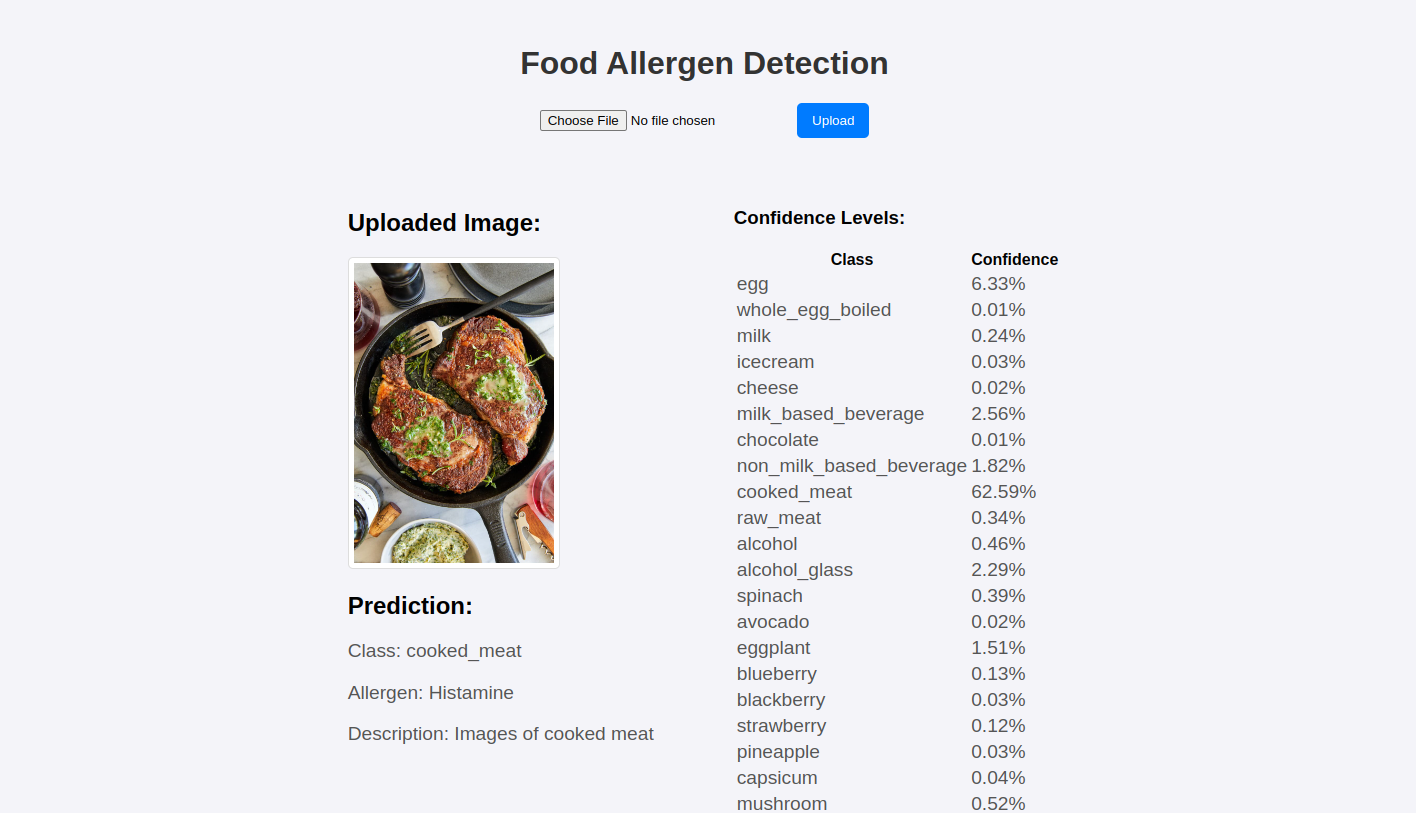 Food Allergen Detection
Choose File No file chosen Upload
Uploaded Image:
Prediction:
Class: cooked_meat
Allergen: Histamine
Description: Images of cooked meat
Confidence Levels:
Class Confidence
egg 6.33%
whole_egg_boiled 0.01%
milk 0.24%
icecream 0.03%
cheese 0.02%
milk_based_beverage 2.56%
chocolate 0.01%
non_milk_based_beverage 1.82%
cooked_meat 62.59%
raw_meat 0.34%
alcohol 0.46%
alcohol_glass 2.29%
spinach 0.39%
avocado 0.02%
eggplant 1.51%
blueberry 0.13%
blackberry 0.03%
strawberry 0.12%
pineapple 0.03%
capsicum 0.04%
mushroom 0.52%